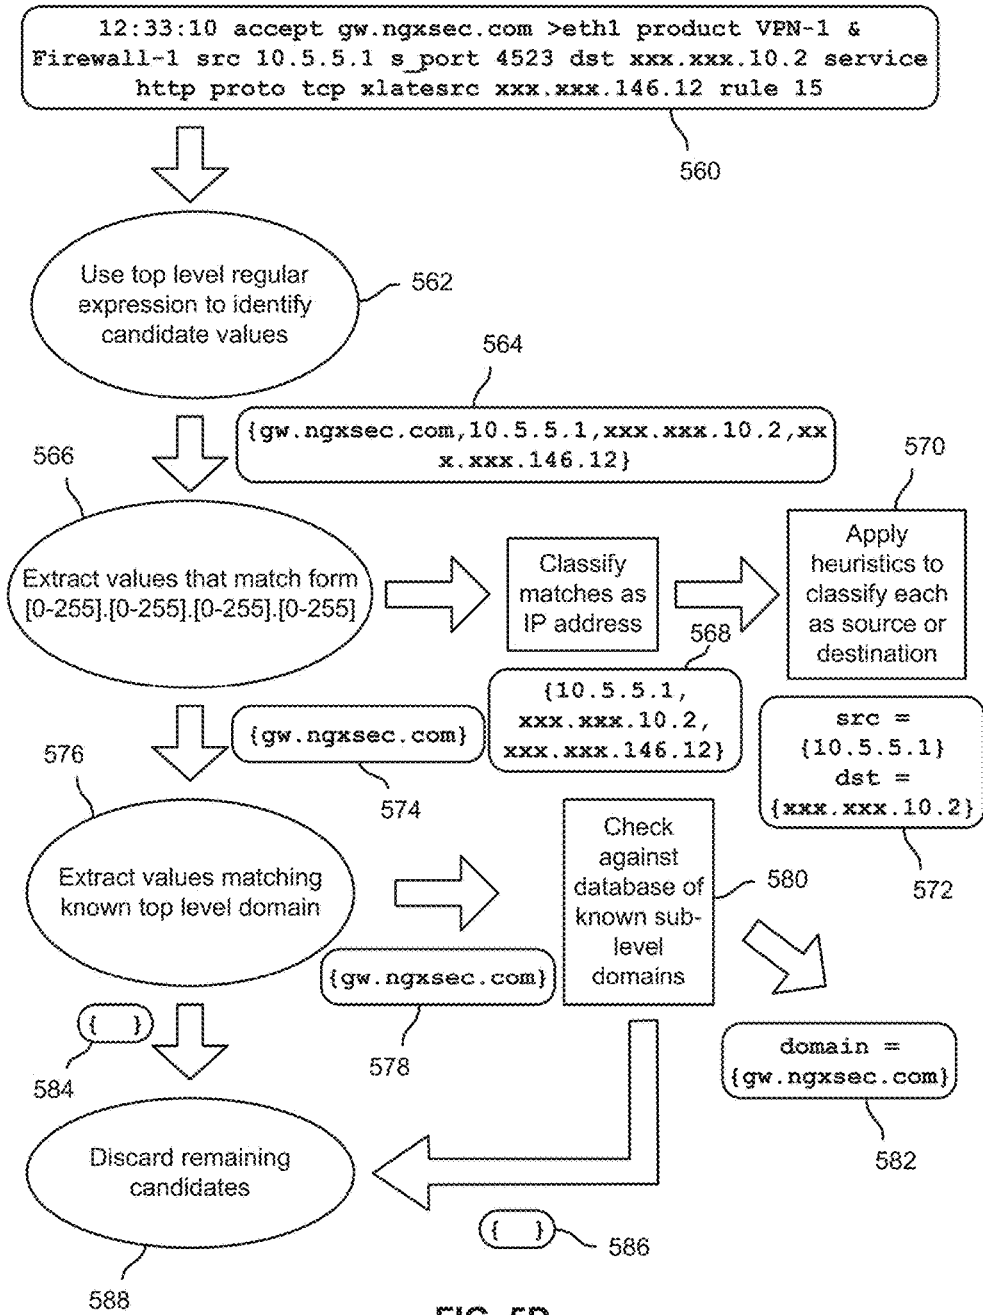 12:33:10 accept gw.ngxsec.com >eth1 product VPN-1 &
Firewall-1 src 10.5.5.1 s_port 4523 dst xxx.xxx.10.2 service
http proto tcp xlatesrc xxx.xxx.146.12 rule 15
560
Use top level regular
expression to identify
candidate values
562
564
{gw.ngxsec.com,10.5.5.1,xxx.xxx.10.2,xx
x.xxx.146.12}
566
Extract values that match form
[0-255].[0-255].[0-255].[0-255]
Classify
matches as
IP address
568
570
Apply
heuristics to
classify each
as source or
destination
{10.5.5.1,
xxx.xxx.10.2,
xxx.xxx.146.12}
src =
{10.5.5.1}
dst =
{xxx.xxx.10.2}
572
{gw.ngxsec.com}
574
576
Extract values matching
known top level domain
{gw.ngxsec.com}
578
Check
against
database of
known sub-
level
domains
580
domain =
{gw.ngxsec.com}
582
{ }
584
Discard remaining
candidates
{ }
586
588
FIG. 5D